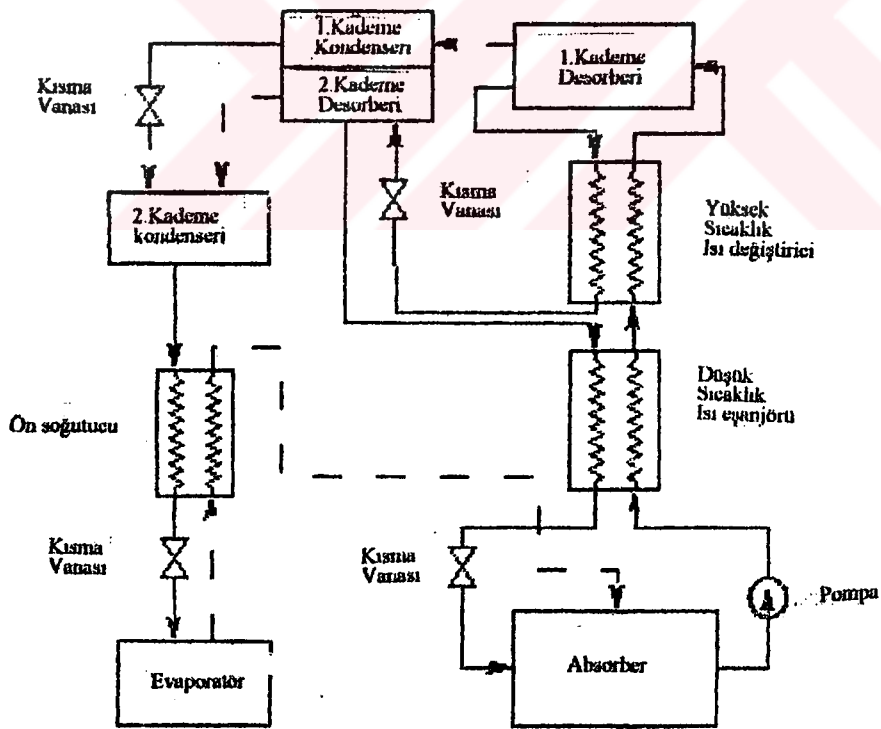 1.Kademe
Kondenseri
2.Kademe
Desorberi
1.Kademe
Desorberi
Kısma
Vanası
2.Kademe
kondenseri
Kısma
Vanası
Yüksek
Sıcaklık
Isı değiştirici
Ön soğutucu
Düşük
Sıcaklık
Isı eşanjörü
Kısma
Vanası
Kısma
Vanası
Pompa
Evaporatör
Absorber